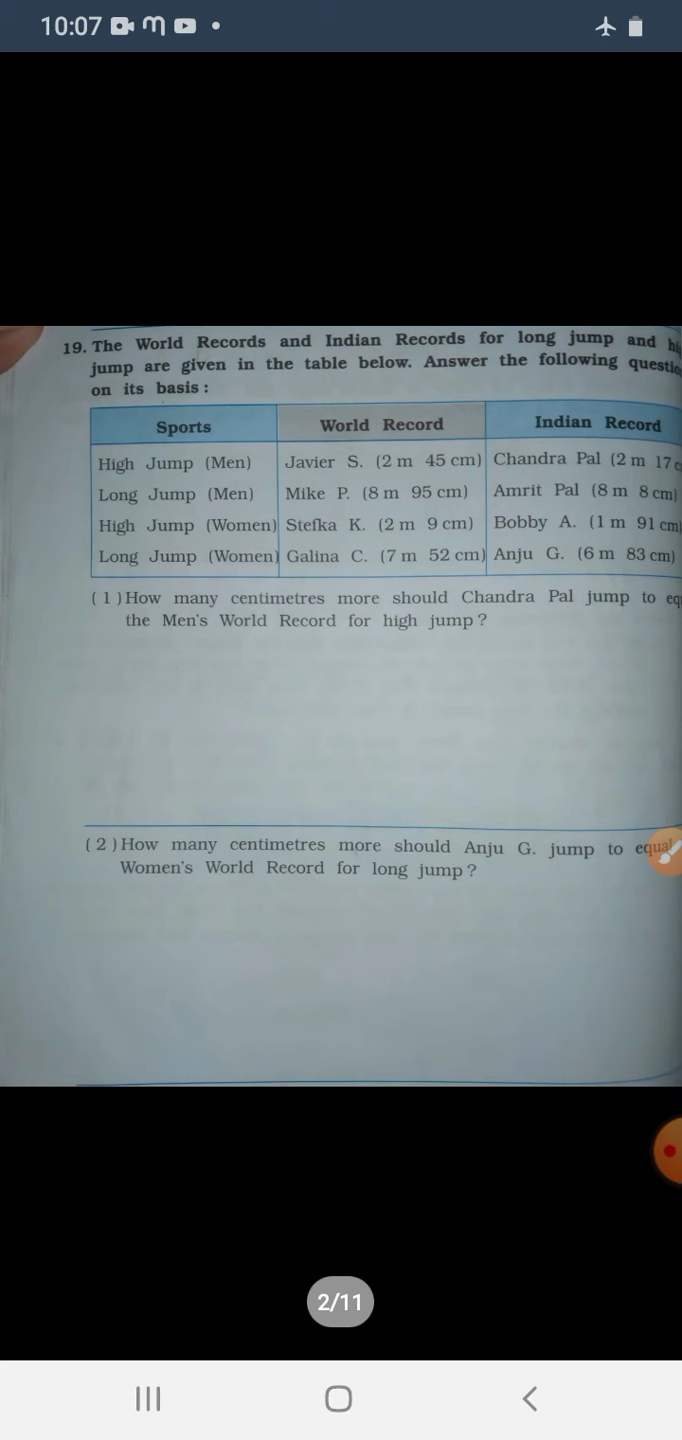 10:07
19. The World Records and Indian Records for long jump and
jump are given in the table below. Answer the following
on its basis :
Sports World Record Indian Record
High Jump (Men) Javier S. (2 m 45 cm) Chandra Pal (2 m 17
Long Jump (Men) Mike P. (8 m 95 cm) Amrit Pal (8 m 8 cm)
High Jump (Women) Stefka K. (2 m 9 cm) Bobby A. (1 m 91 cm)
Long Jump (Women) Galina C. (7 m 52 cm) Anju G. (6 m 83 cm)
( 1 ) How many centimetres more should Chandra Pal jump to
the Men's World Record for high jump ?
( 2 ) How many centimetres more should Anju G. jump to equal
Women's World Record for long jump ?
2/11